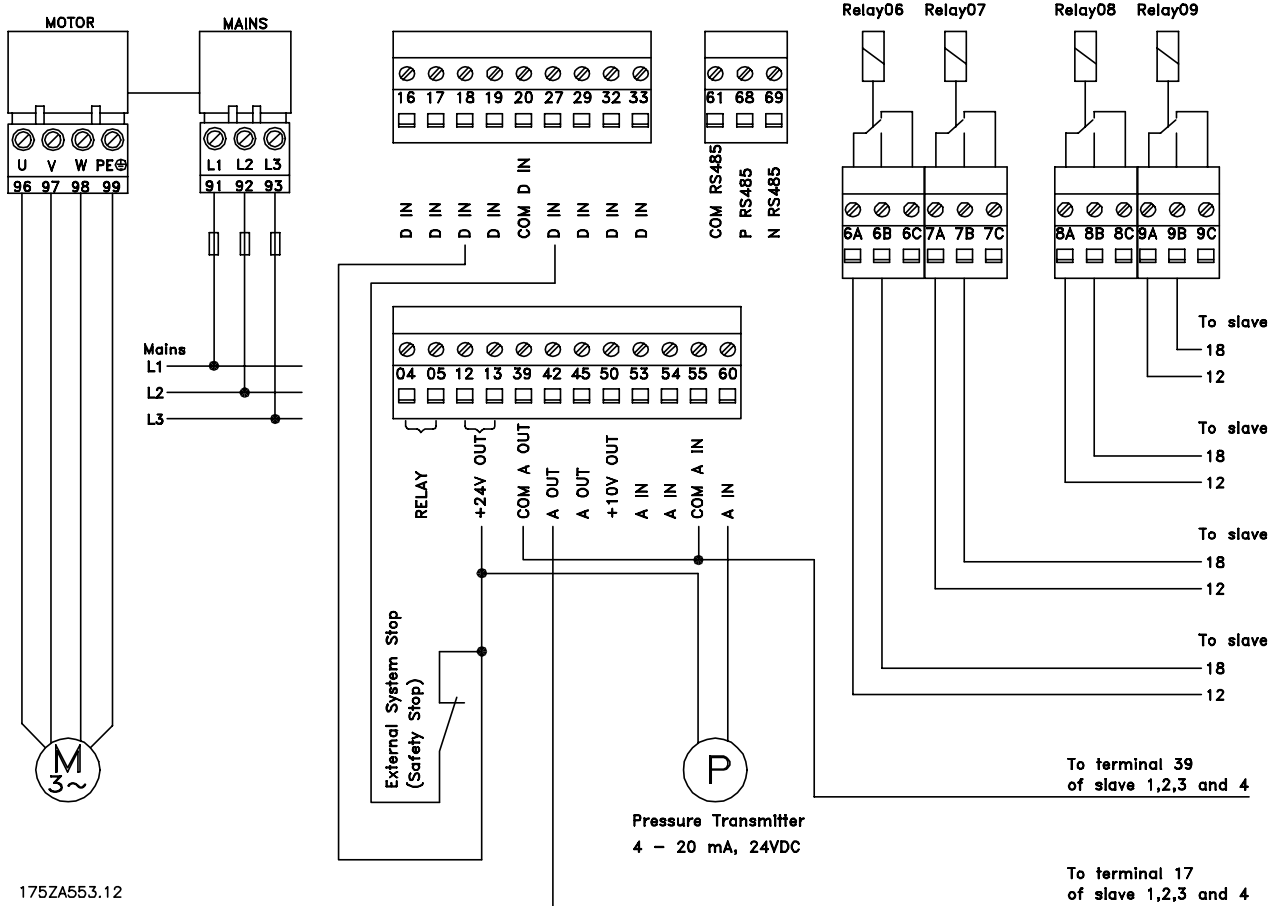 MOTOR
MAINS
Relay06 Relay07 Relay08 Relay09
16 17 18 19 20 27 29 32 33
61 68 69
U V W PE
96 97 98 99
L1 L2 L3
91 92 93
D IN
D IN
D IN
D IN
COM D IN
D IN
D IN
D IN
D IN
COM RS485
P RS485
N RS485
6A 6B 6C 7A 7B 7C
8A 8B 8C 9A 9B 9C
Mains
L1
L2
L3
04 05 12 13 39 42 45 50 53 54 55 60
RELAY
+24V OUT
COM A OUT
A OUT
A OUT
+10V OUT
A IN
A IN
COM A IN
A IN
To slave
18
12
To slave
18
12
To slave
18
12
To slave
18
12
External System Stop
(Safety Stop)
M
3~
P
Pressure Transmitter
4 – 20 mA, 24VDC
To terminal 39
of slave 1,2,3 and 4
To terminal 17
of slave 1,2,3 and 4
175ZA553.12